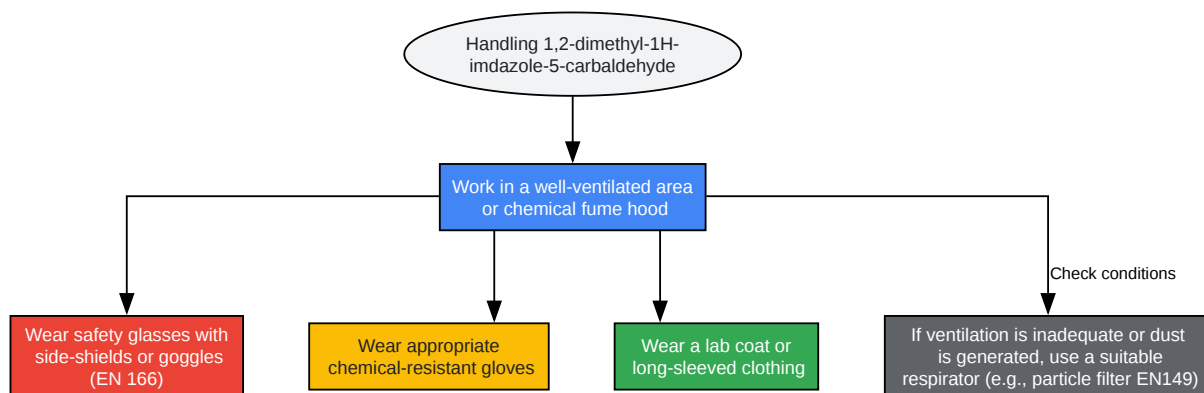 Handling 1,2-dimethyl-1H-
imdazole-5-carbaldehyde
Work in a well-ventilated area
or chemical fume hood
Check conditions
Wear safety glasses with
side-shields or goggles
(EN 166)
Wear appropriate
chemical-resistant gloves
Wear a lab coat or
long-sleeved clothing
If ventilation is inadequate or dust
is generated, use a suitable
respirator (e.g., particle filter EN149)